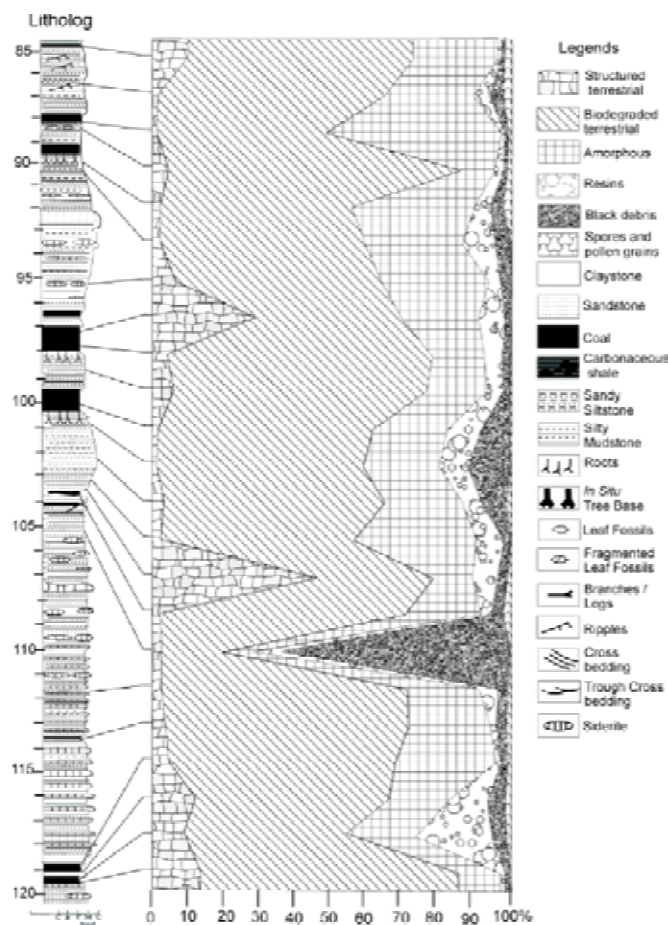 Litholog
85
90
95
100
105
110
115
120
0 10 20 30 40 50 60 70 80 90 100%
Legends
Structured
terrestrial
Biodegraded
terrestrial
Amorphous
Resins
Black debris
Spores and
pollen grains
Claystone
Sandstone
Coal
Carbonaceous
shale
Sandy
Siltstone
Silty
Mudstone
Roots
In Situ
Tree Base
Leaf Fossils
Fragmented
Leaf Fossils
Branches /
Logs
Ripples
Cross
bedding
Trough Cross
bedding
Siderite